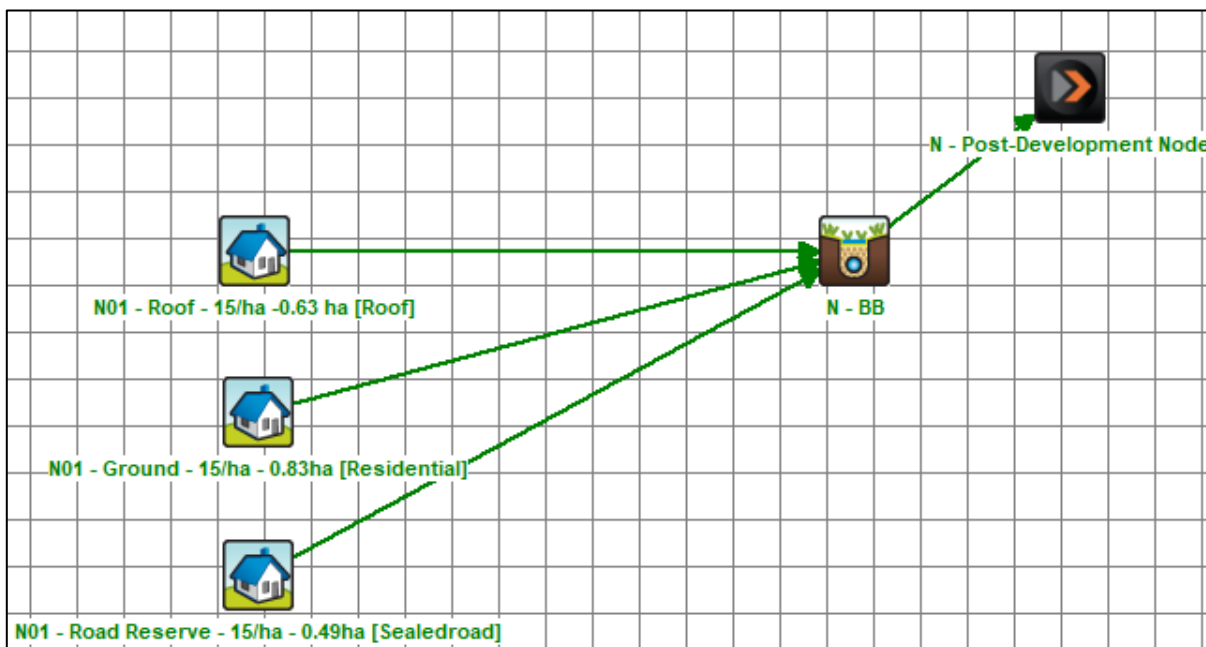 N - Post-Development Node
N01 - Roof - 15/ha -0.63 ha [Roof]
N - BB
N01 - Ground - 15/ha - 0.83ha [Residential]
N01 - Road Reserve - 15/ha - 0.49ha [Sealedroad]